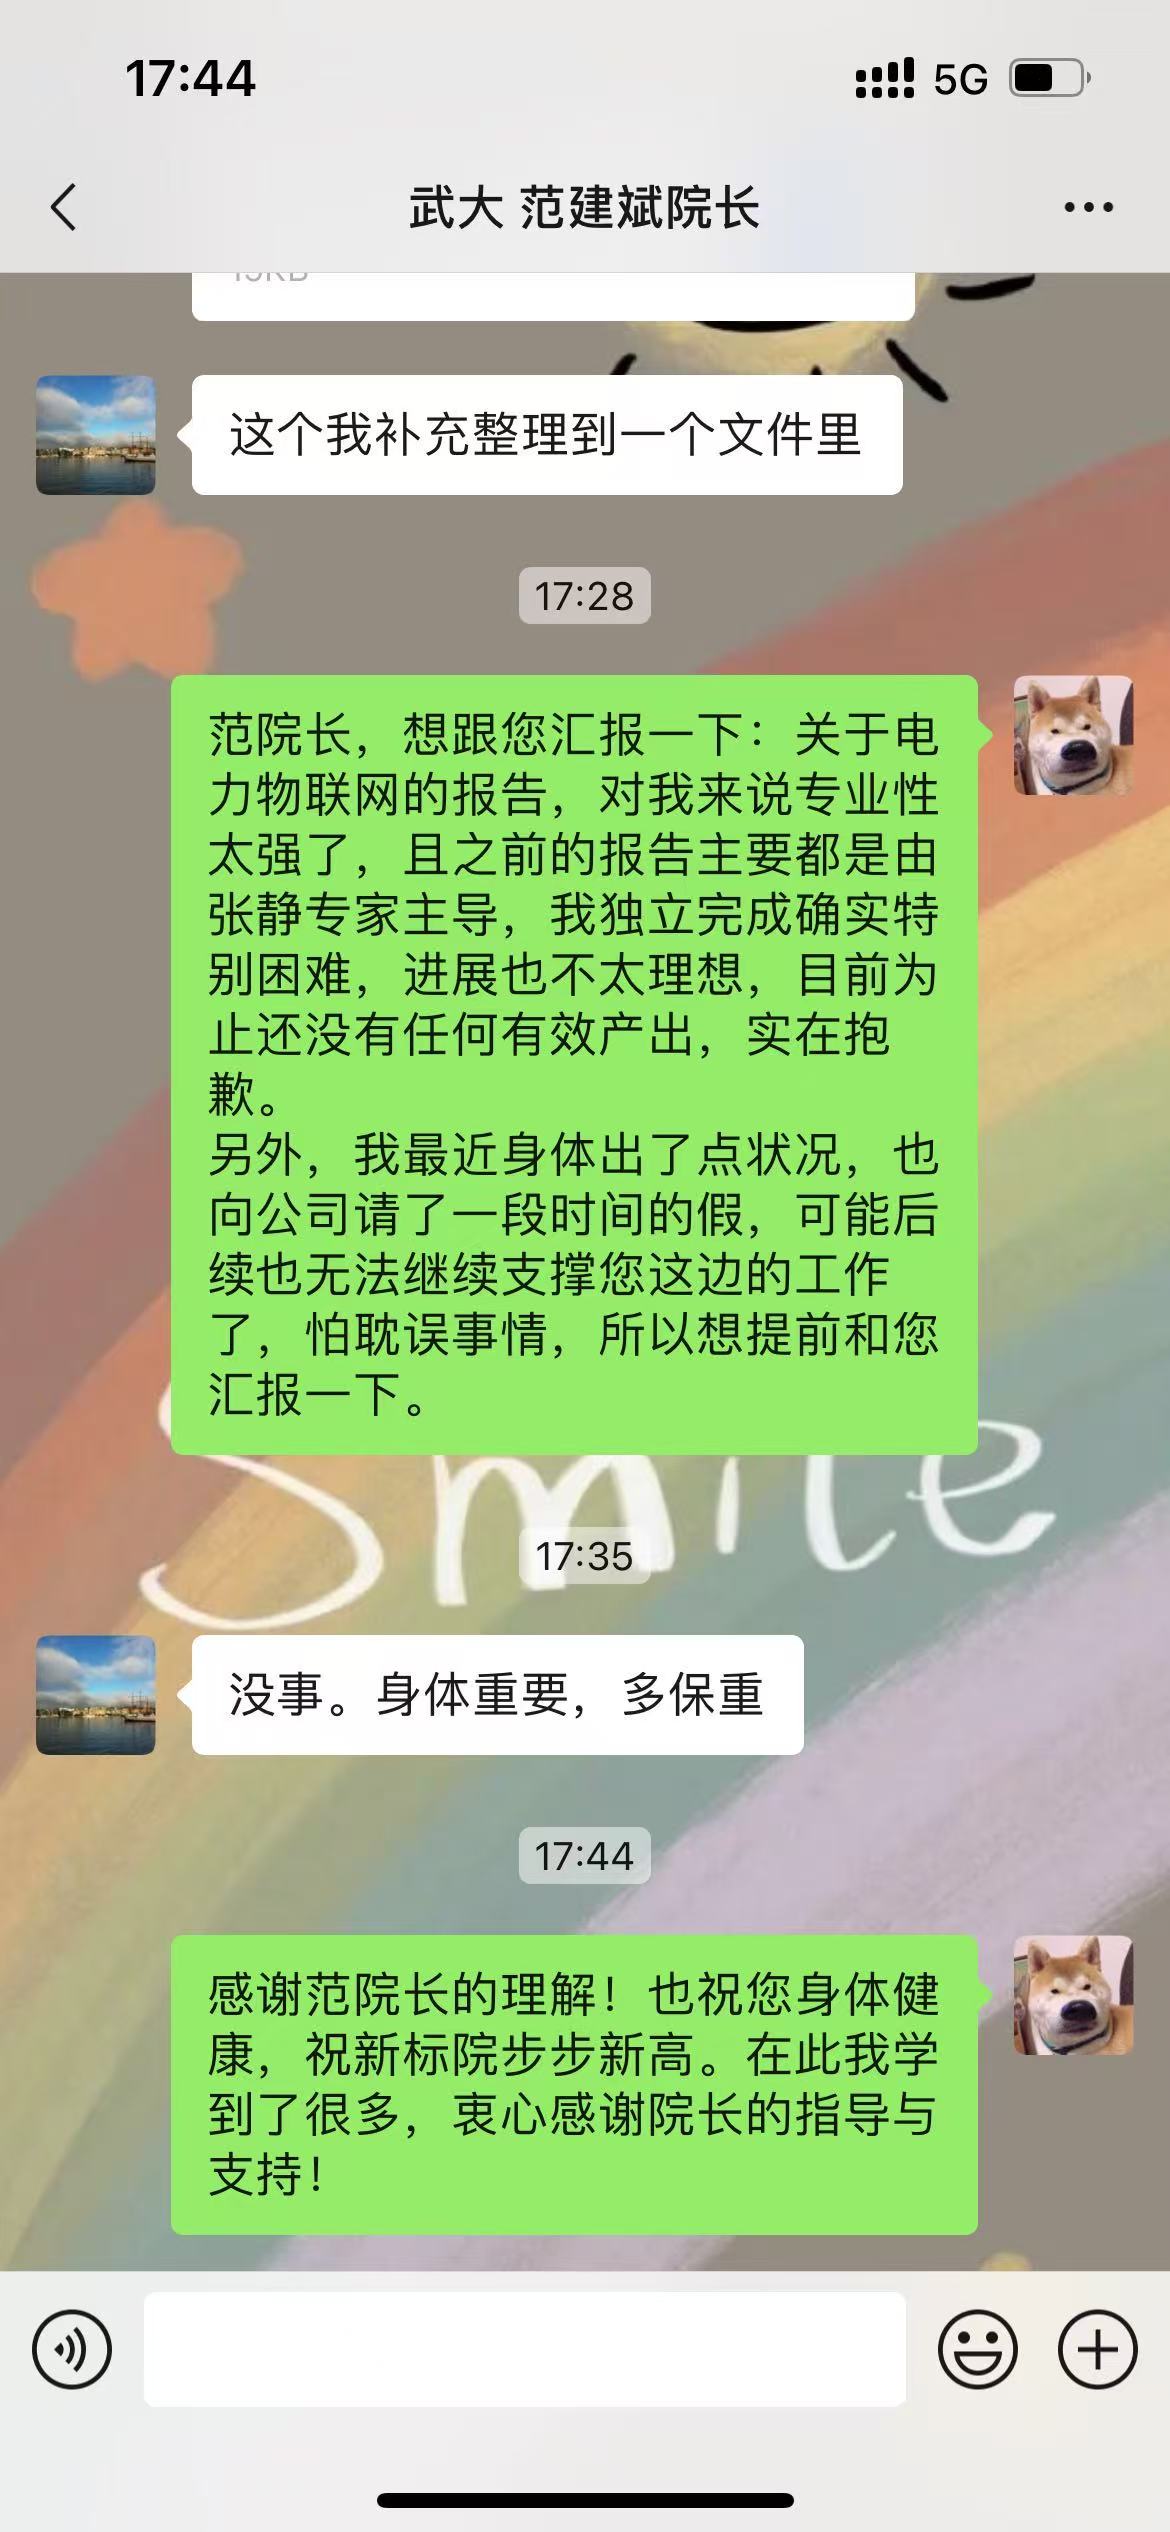 17:44
5G
武大 范建斌院长
这个我补充整理到一个文件里
17:28
范院长，想跟您汇报一下：关于电
力物联网的报告，对我来说专业性
太强了，且之前的报告主要都是由
张静专家主导，我独立完成确实特
别困难，进展也不太理想，目前为
止还没有任何有效产出，实在抱
歉。
另外，我最近身体出了点状况，也
向公司请了一段时间的假，可能后
续也无法继续支撑您这边的工作
了，怕耽误事情，所以想提前和您
汇报一下。
Smile
17:35
没事。身体重要，多保重
17:44
感谢范院长的理解！也祝您身体健
康，祝新标院步步新高。在此我学
到了很多，衷心感谢院长的指导与
支持！